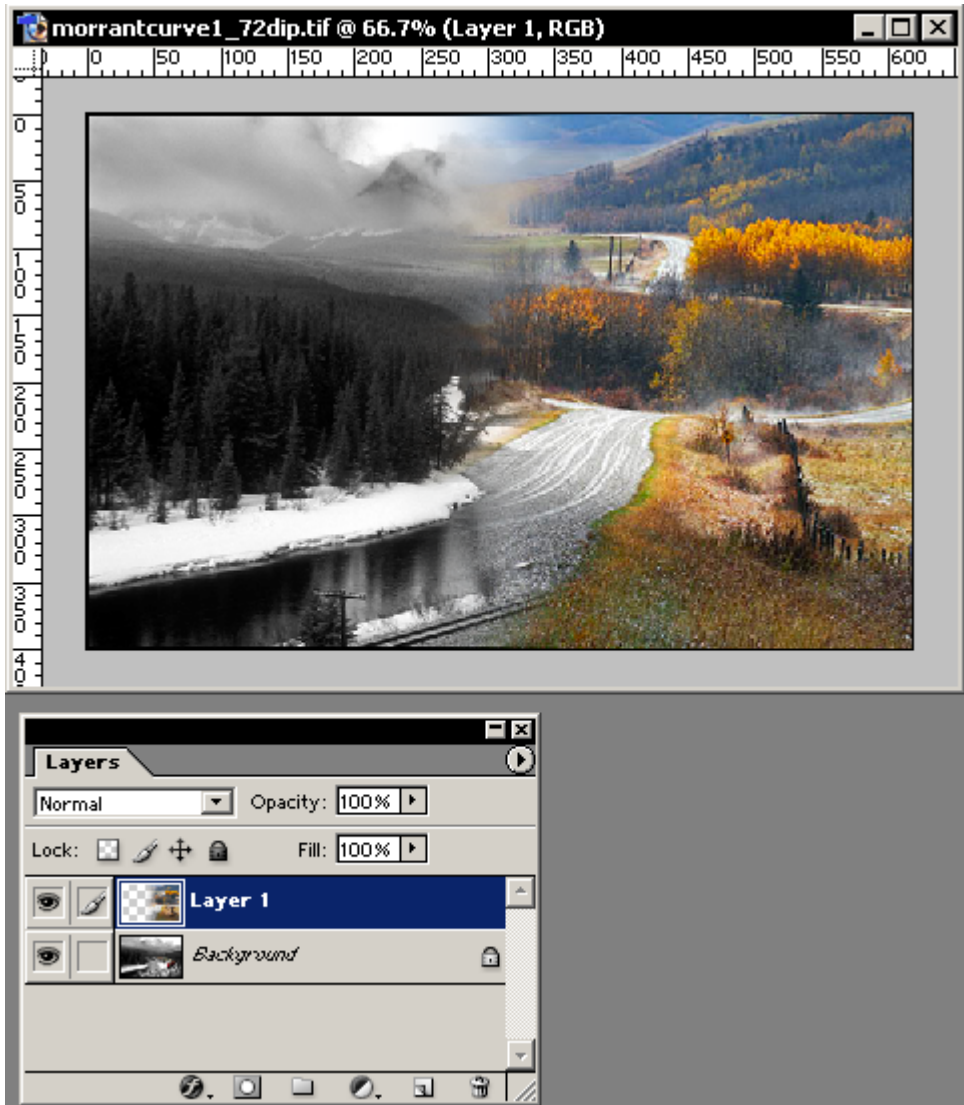 morrantcurve1_72dip.tif @ 66.7% (Layer 1, RGB)
0 50 100 150 200 250 300 350 400 450 500 550 600
0
50
100
150
200
250
300
350
40
Layers
Normal Opacity: 100%
Lock: Fill: 100%
Layer 1
Background